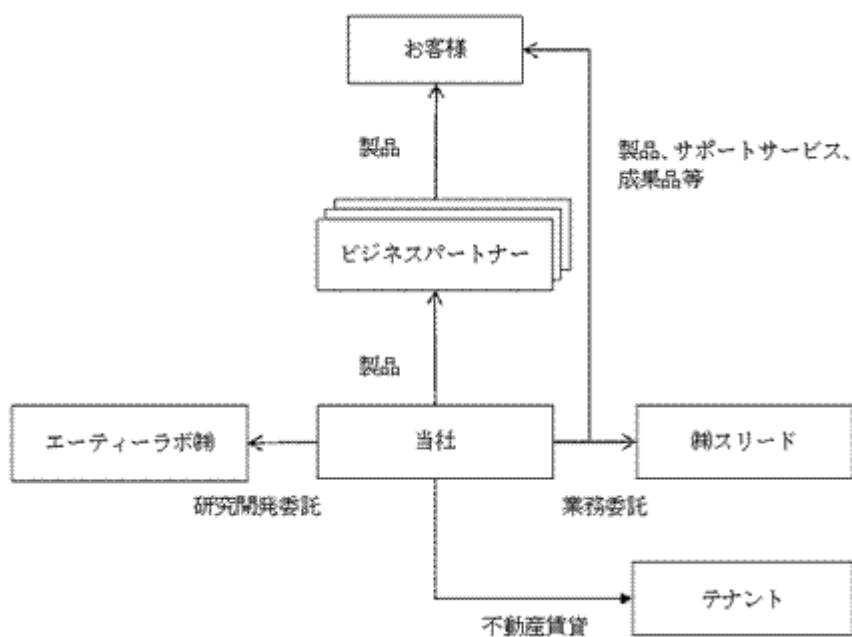 お客様
製品
製品、サポートサービス、
成果品等
ビジネスパートナー
製品
エーティーラボ㈱
当社
㈱スリード
研究開発委託
業務委託
テナント
不動産賃貸